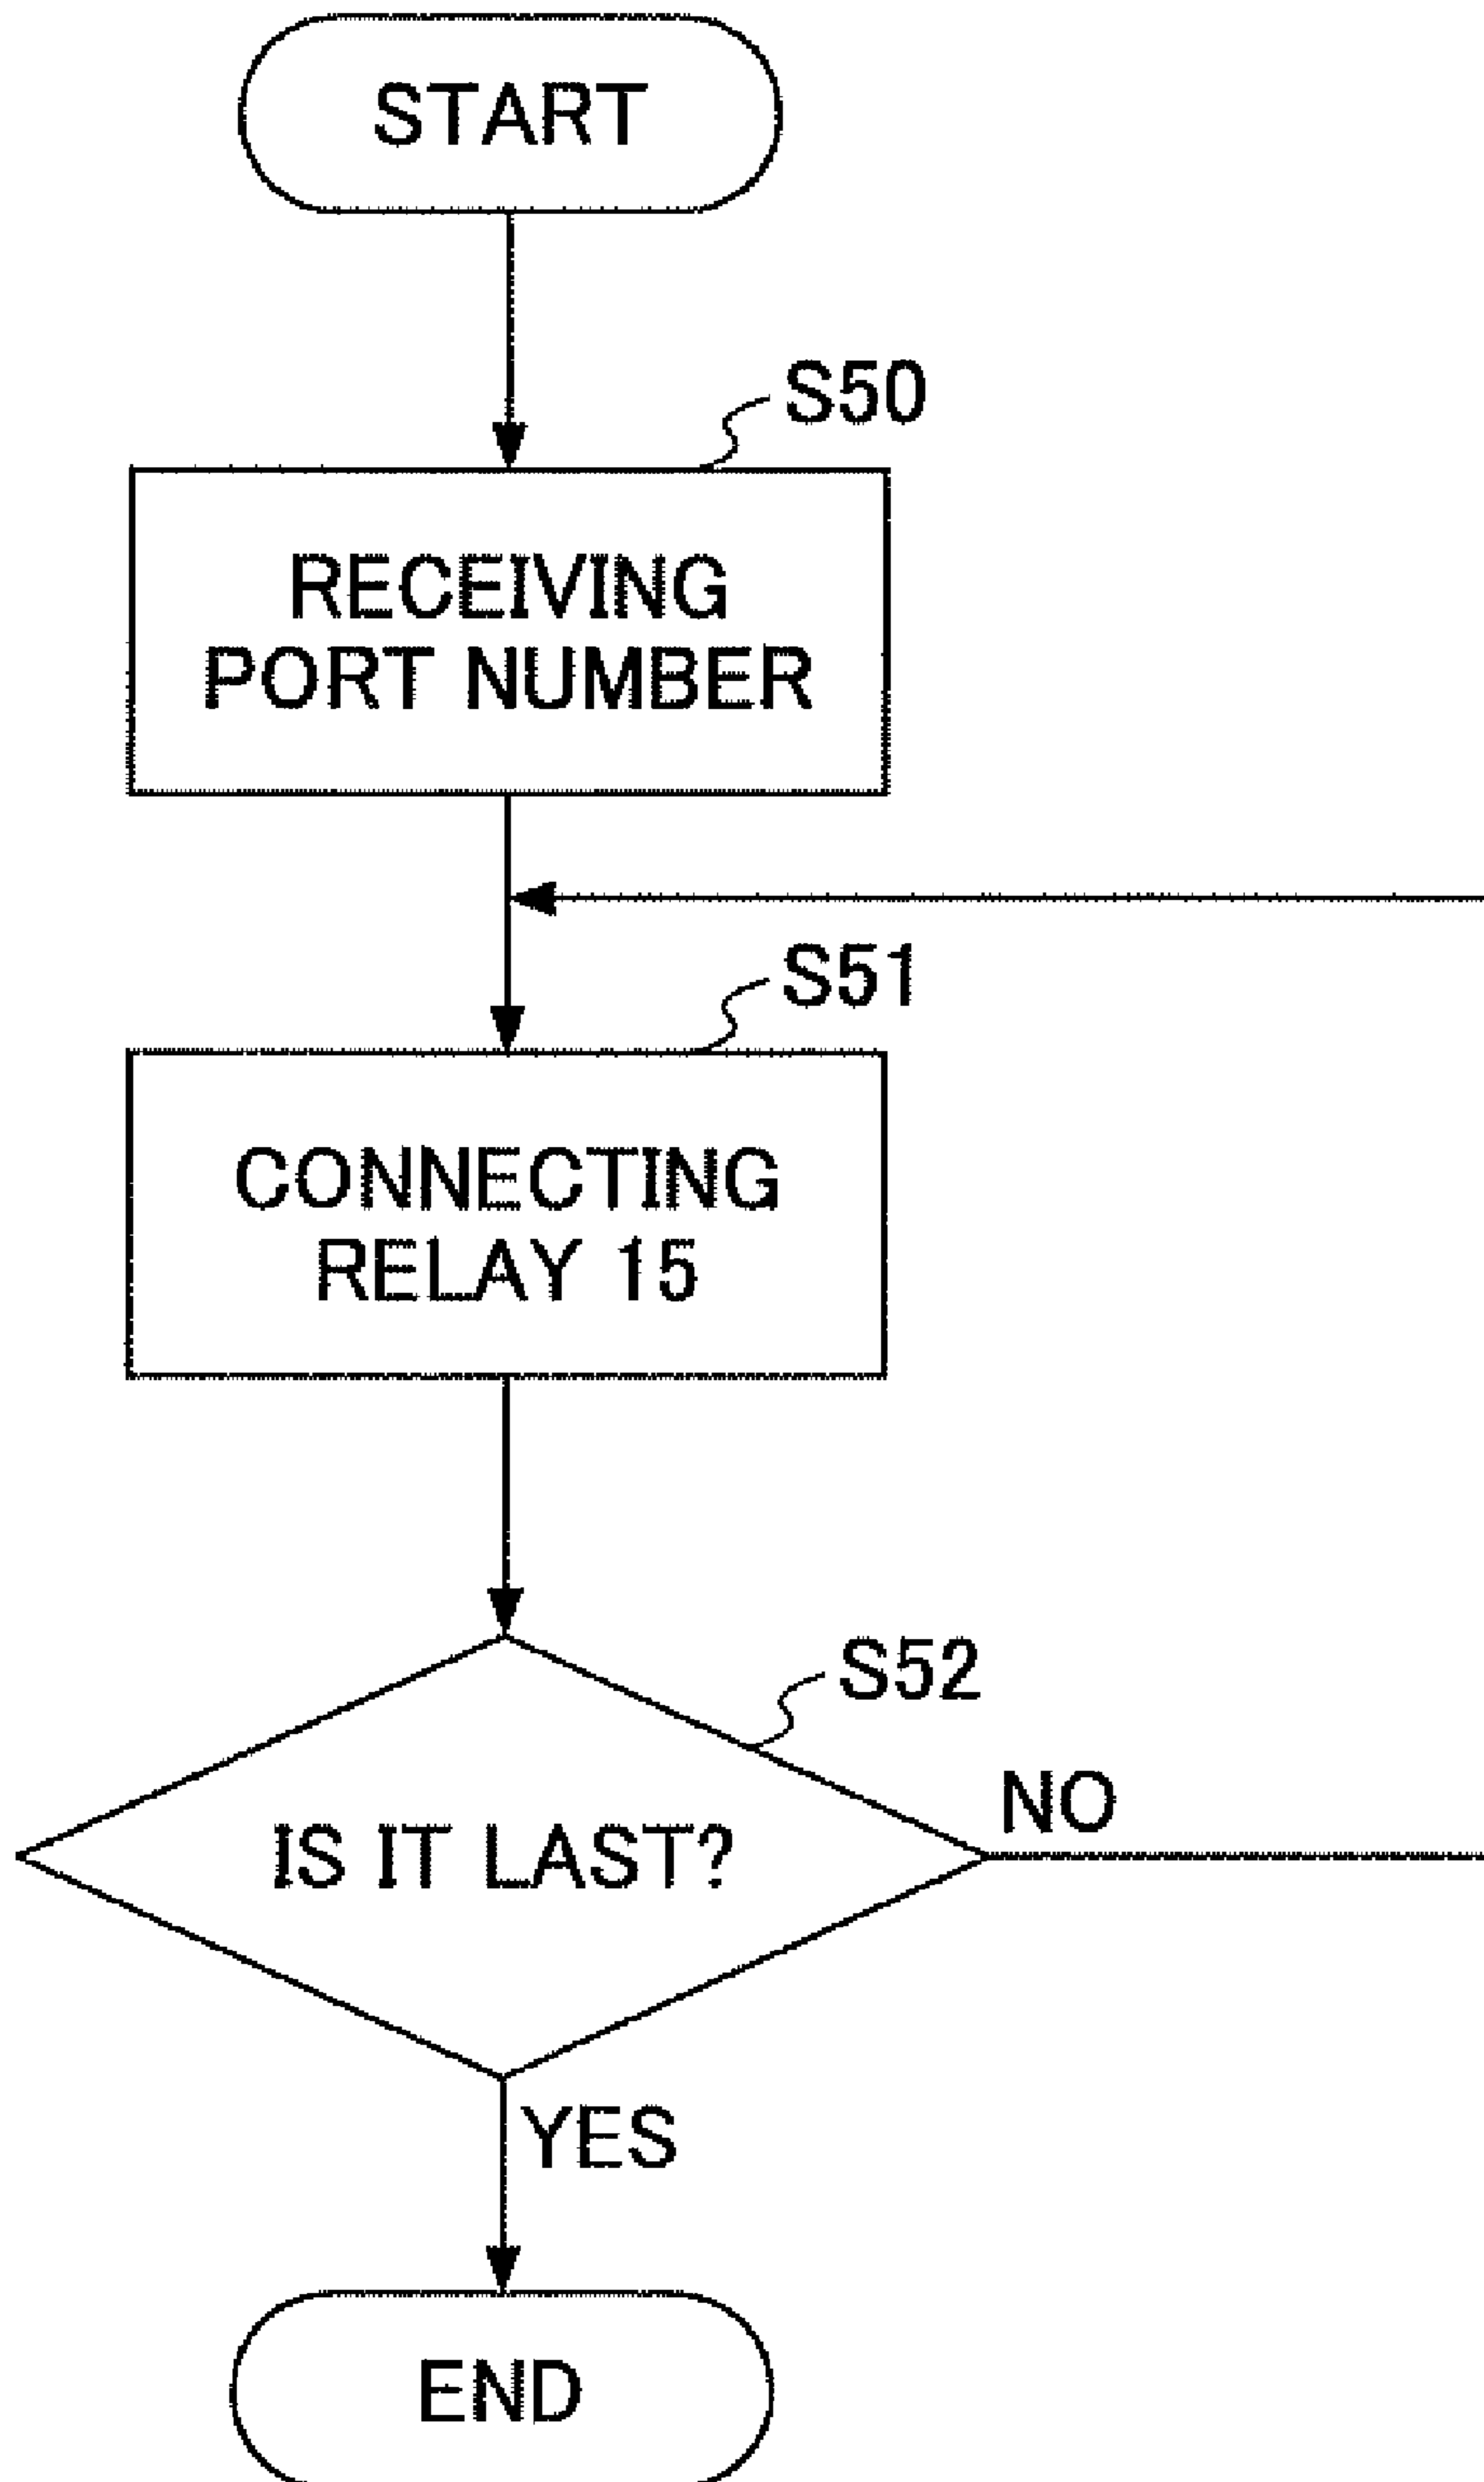 START
S50
RECEIVING
PORT NUMBER
S51
CONNECTING
RELAY 15
S52
IS IT LAST?
NO
YES
END